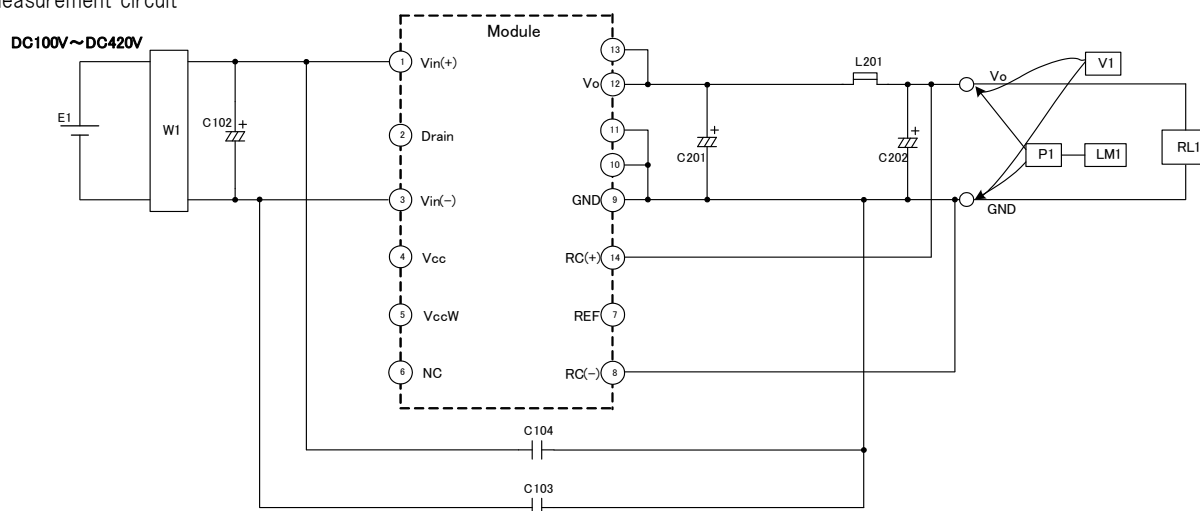 easurement circuit
DC100V～DC420V
Module
E1
W1
C102
+
1
Vin(+)
2
Drain
3
Vin(-)
4
Vcc
5
VccW
6
NC
13
Vo
12
11
10
GND
9
RC(+)
14
REF
7
RC(-)
8
+
C201
L201
+
C202
Vo
GND
V1
P1
LM1
RL1
C104
C103